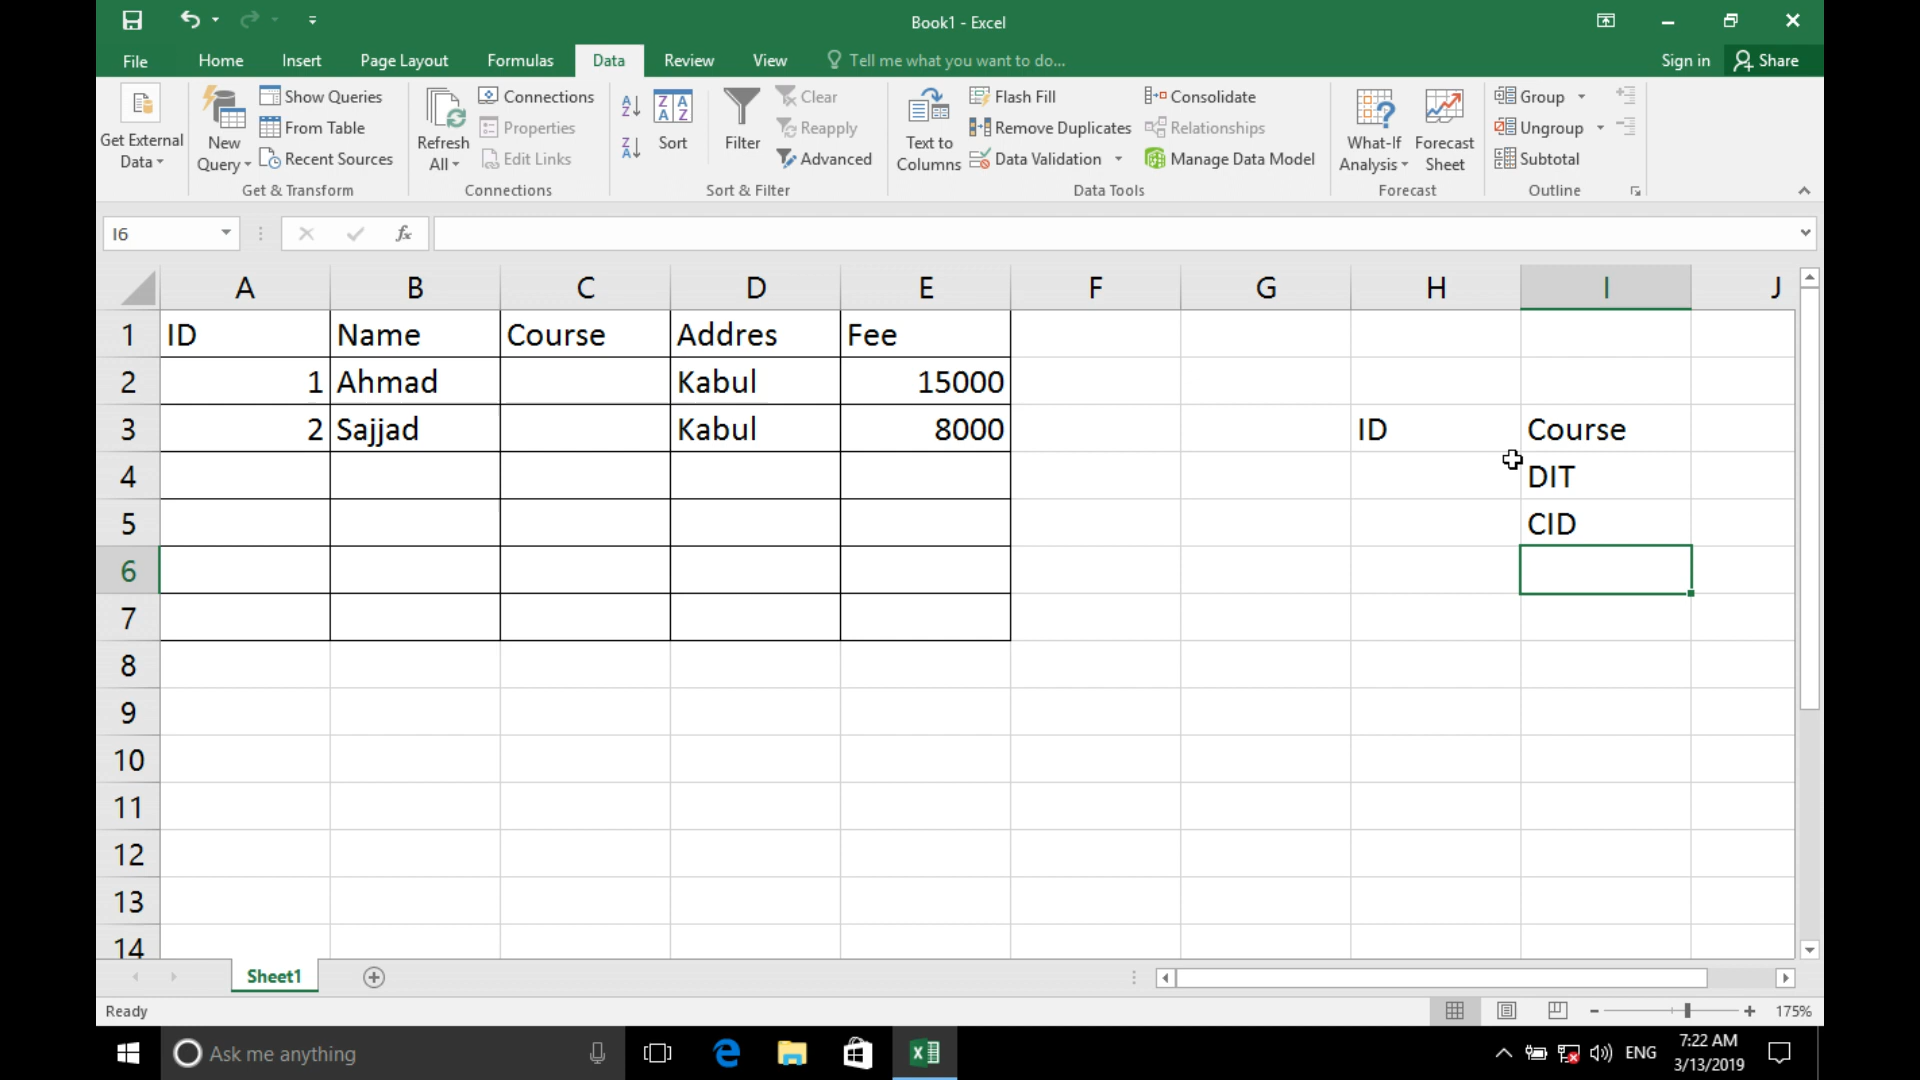 Book1 - Excel
File Home Insert Page Layout Formulas Data Review View Tell me what you want to do... Sign in Share
Get External Data
New Query
Show Queries
From Table
Recent Sources
Get & Transform
Refresh All
Connections
Properties
Edit Links
Connections
Sort
Filter
Clear
Reapply
Advanced
Sort & Filter
Text to Columns
Flash Fill
Remove Duplicates
Data Validation
Consolidate
Relationships
Manage Data Model
Data Tools
What-If Analysis
Forecast Sheet
Forecast
Group
Ungroup
Subtotal
Outline
I6
fx
A B C D E F G H I J
1 ID Name Course Addres Fee
2 1 Ahmad Kabul 15000
3 2 Sajjad Kabul 8000 ID Course
4 DIT
5 CID
6
7
8
9
10
11
12
13
14
Sheet1
Ready
175%
Ask me anything
ENG
7:22 AM
3/13/2019